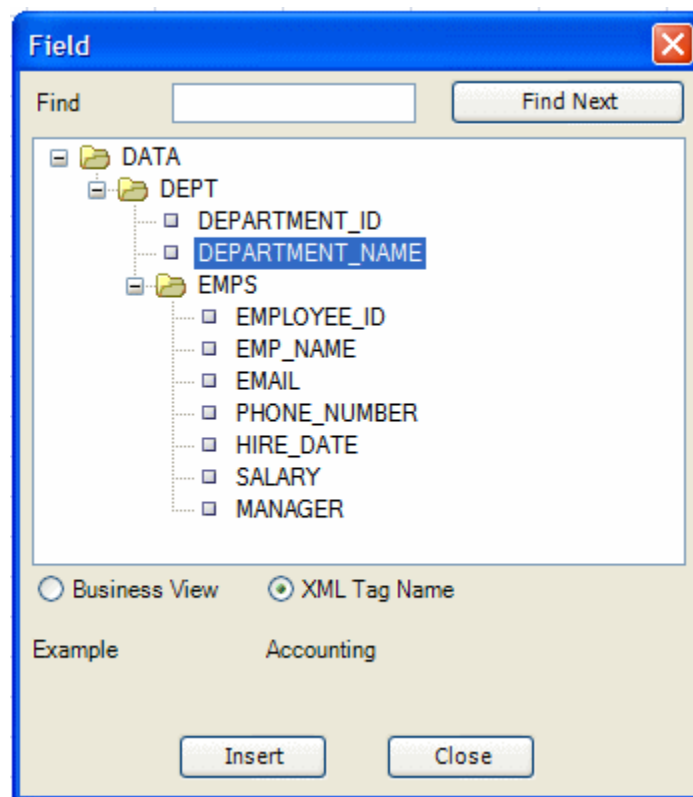 Field
Find Find Next
DATA
DEPT
DEPARTMENT_ID
DEPARTMENT_NAME
EMPS
EMPLOYEE_ID
EMP_NAME
EMAIL
PHONE_NUMBER
HIRE_DATE
SALARY
MANAGER
Business View XML Tag Name
Example Accounting
Insert Close